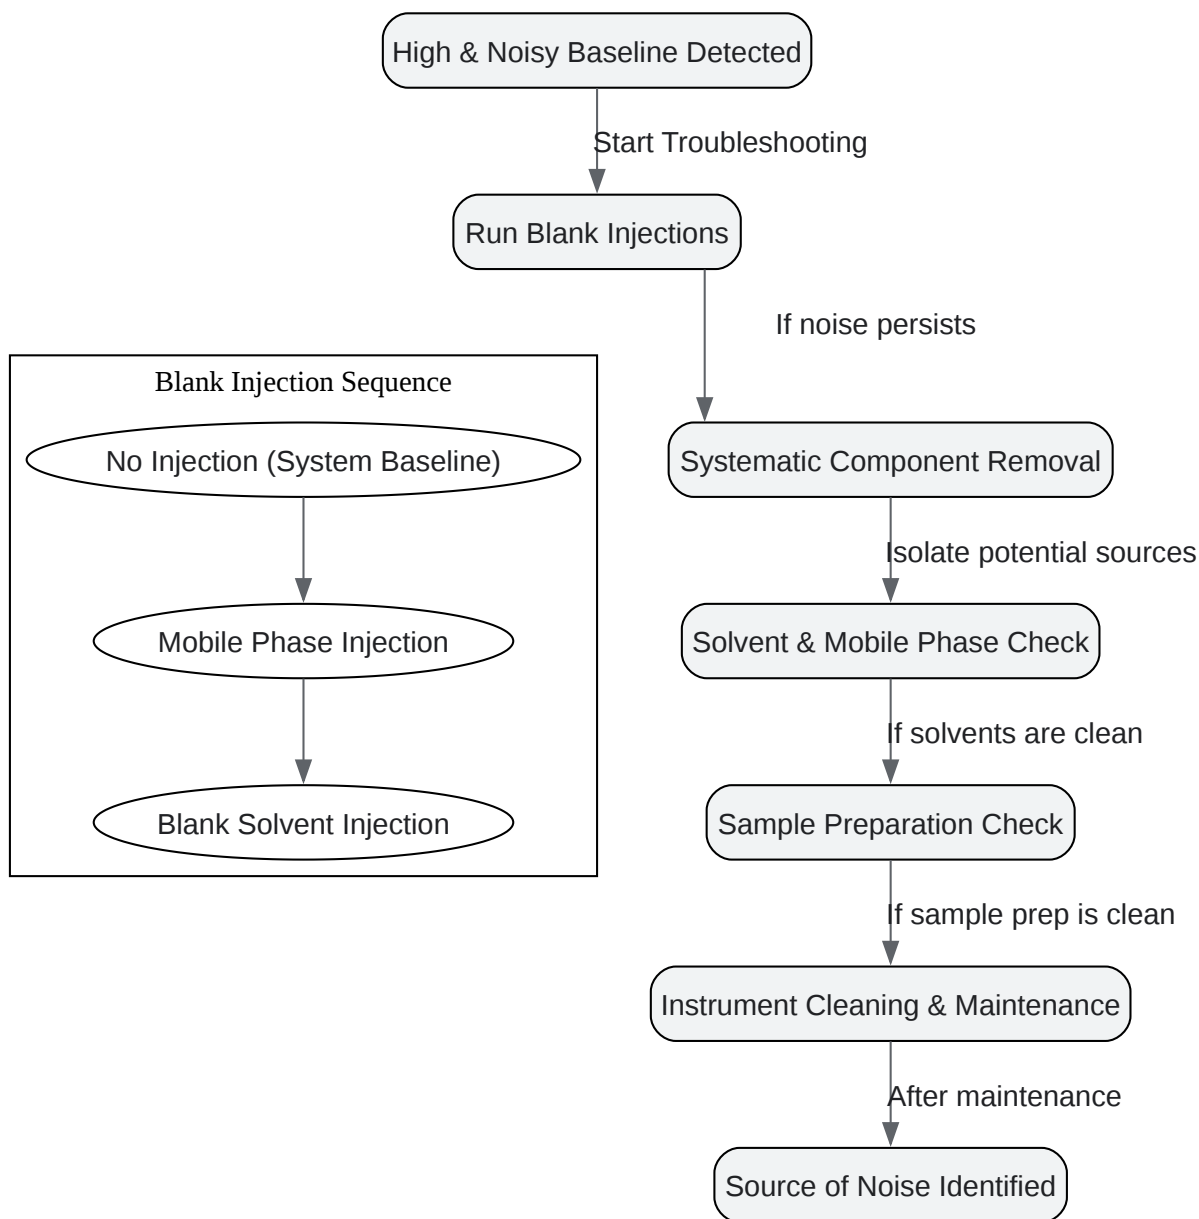 High & Noisy Baseline Detected
Start Troubleshooting
Run Blank Injections
If noise persists
Blank Injection Sequence
No Injection (System Baseline)
Mobile Phase Injection
Blank Solvent Injection
Systematic Component Removal
Isolate potential sources
Solvent & Mobile Phase Check
If solvents are clean
Sample Preparation Check
If sample prep is clean
Instrument Cleaning & Maintenance
After maintenance
Source of Noise Identified